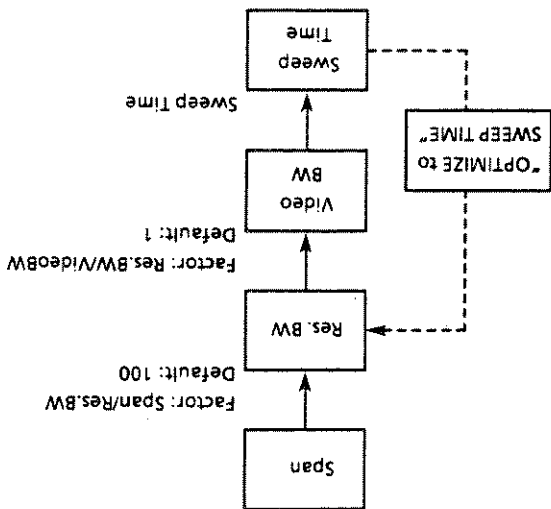 Span
Factor: Span/Res.BW
Default: 100
Res. BW
Factor: Res.BW/VideoBW
Default: 1
Video
BW
Sweep Time
Sweep
Time
"OPTIMIZE to
SWEEP TIME"